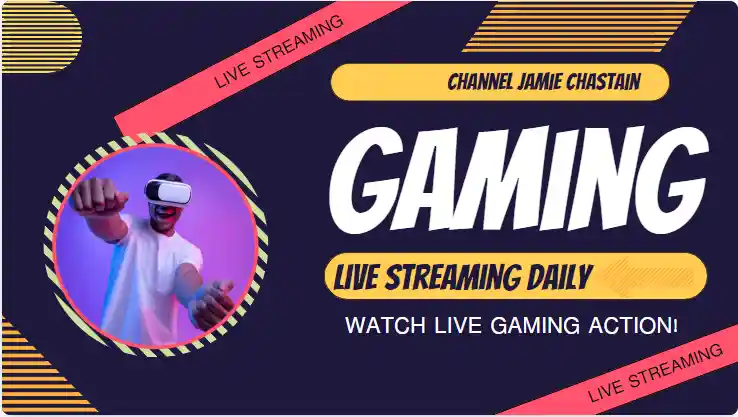 LIVE STREAMING
CHANNEL JAMIE CHASTAIN
GAMING
LIVE STREAMING DAILY
WATCH LIVE GAMING ACTION!
LIVE STREAMING